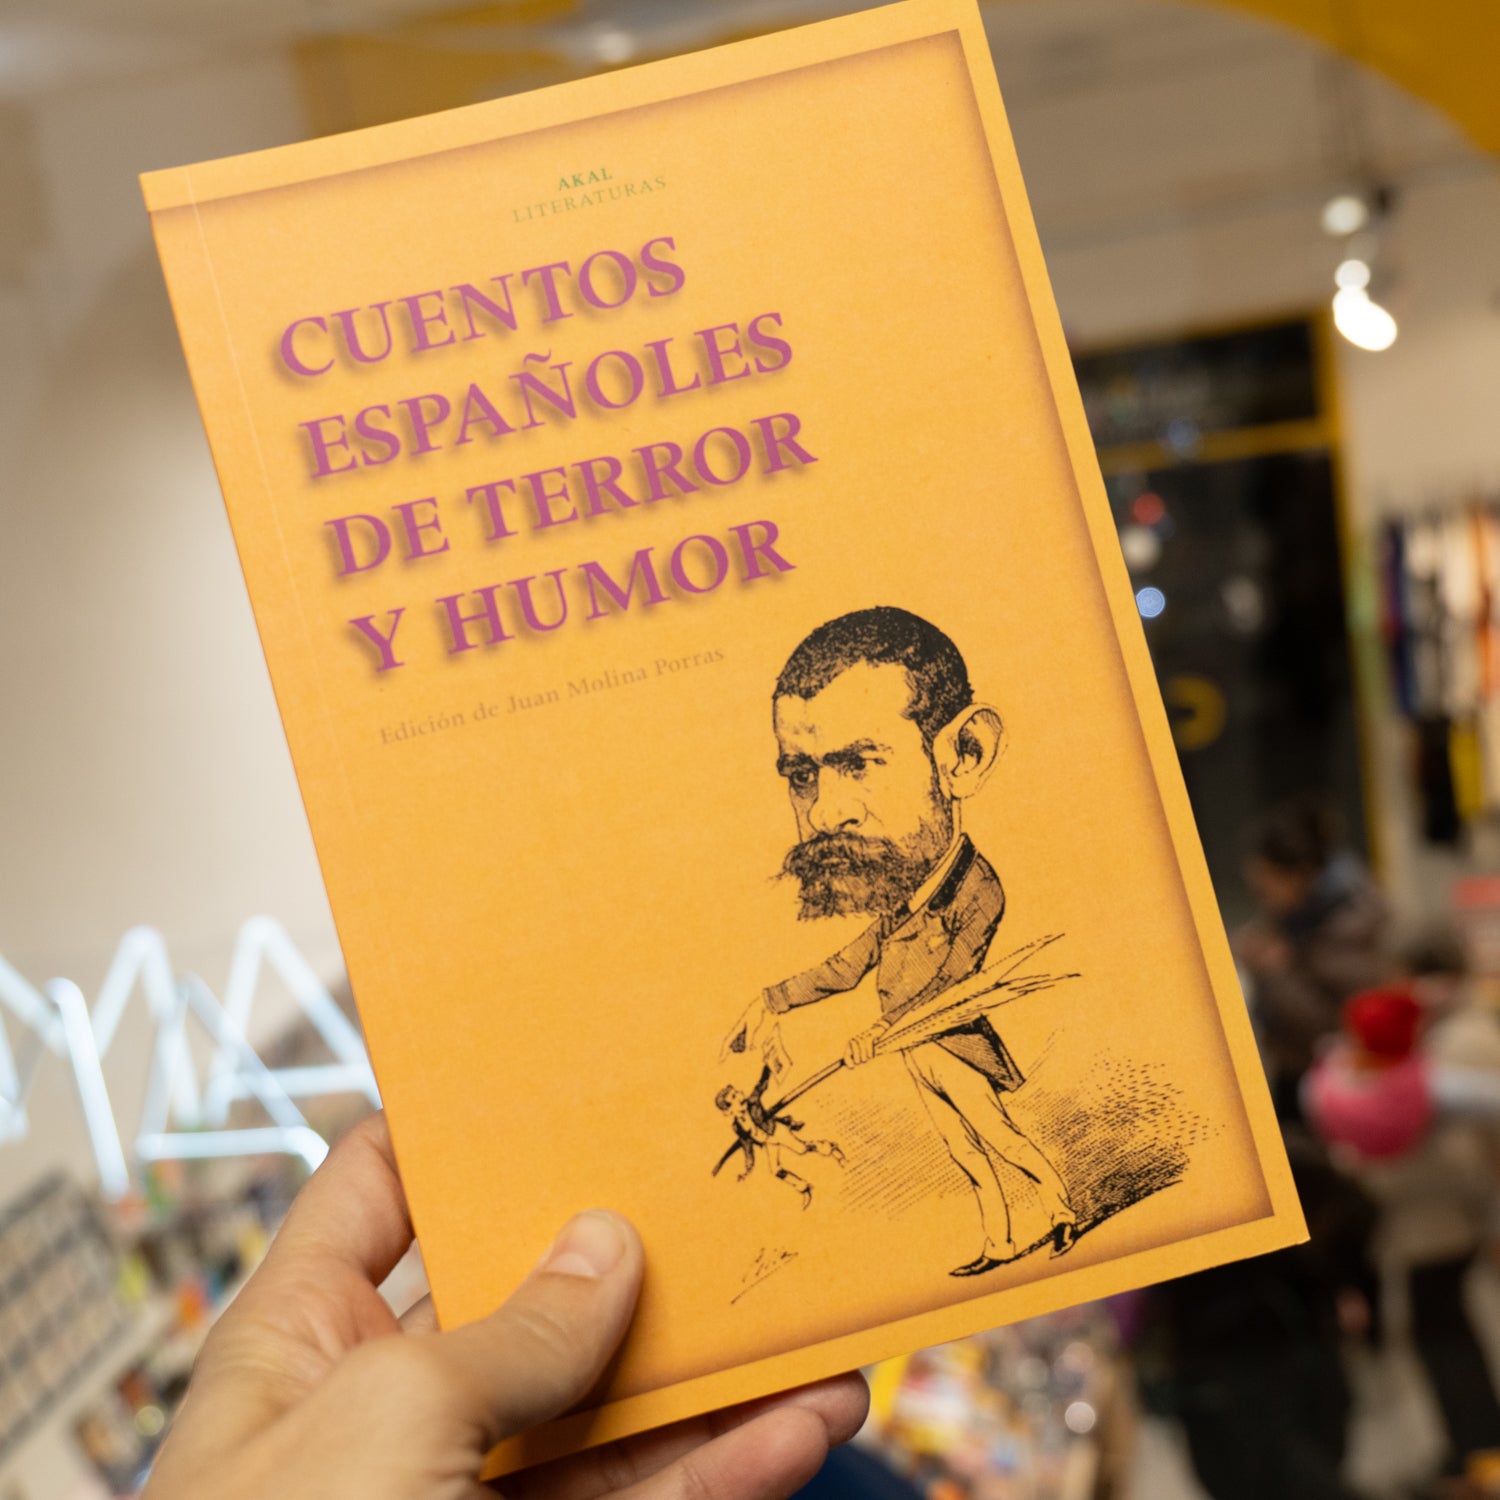 AKAL
LITERATURAS
CUENTOS
ESPAÑOLES
DE TERROR
Y HUMOR
Edición de Juan Molina Porras